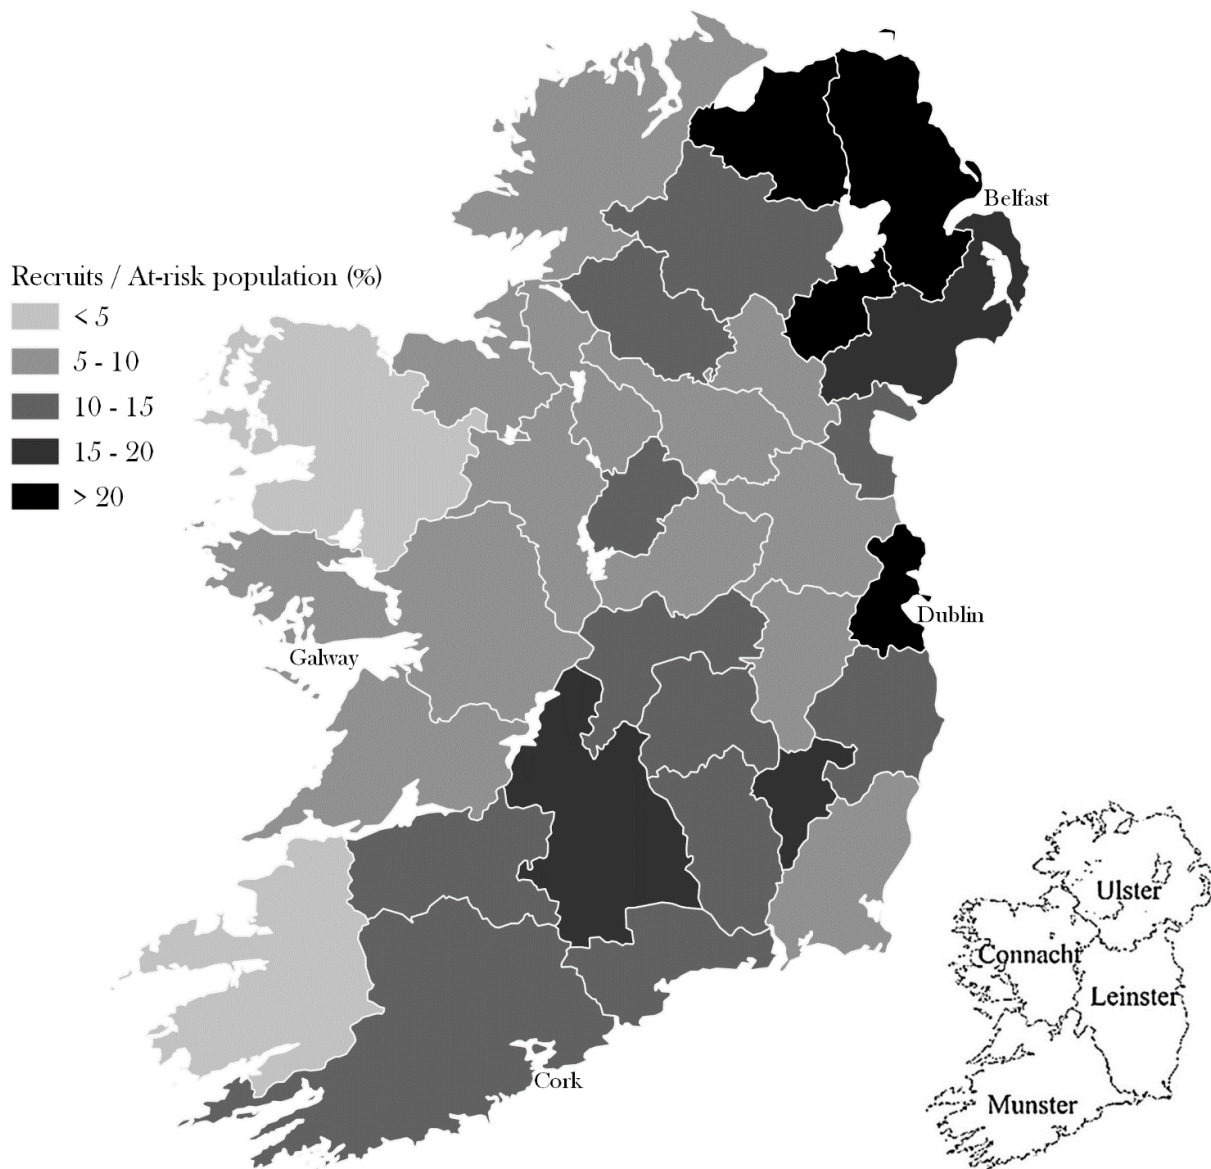 Belfast
Recruits / At-risk population (%)
< 5
5 - 10
10 - 15
15 - 20
> 20
Dublin
Galway
Cork
Ulster
Connacht
Leinster
Munster